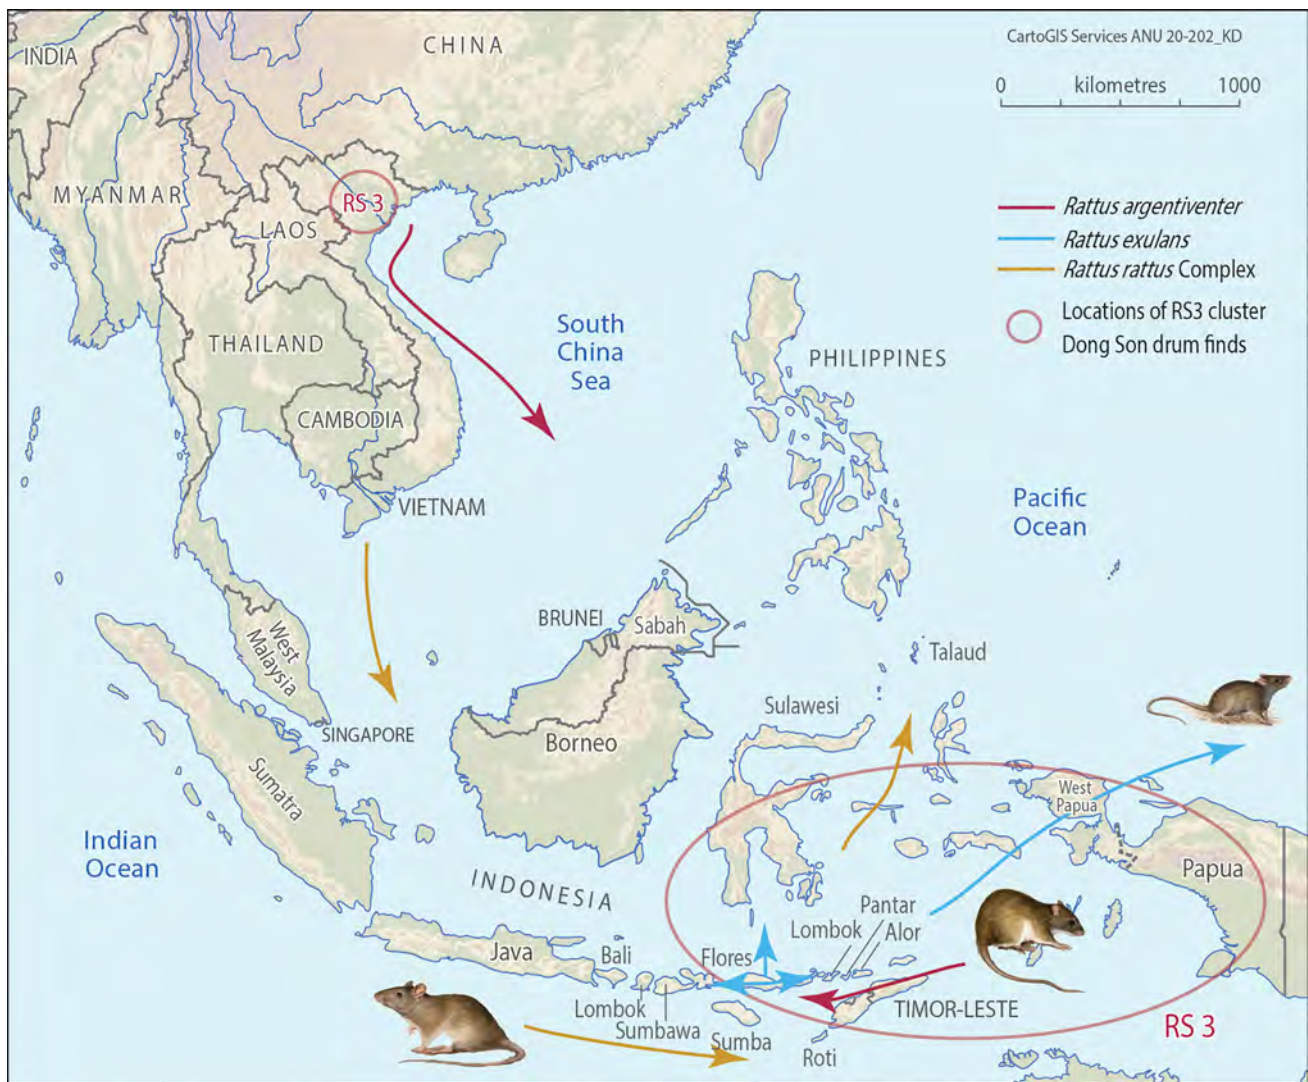 CartoGIS Services ANU 20-202_KD
0 kilometres 1000
Rattus argentiventer
Rattus exulans
Rattus rattus Complex
Locations of RS3 cluster
Dong Son drum finds
INDIA
CHINA
MYANMAR
RS 3
LAOS
THAILAND
CAMBODIA
VIETNAM
South
China
Sea
PHILIPPINES
Pacific
Ocean
BRUNEI
Sabah
West
Malaysia
SINGAPORE
Talaud
Sulawesi
Borneo
Sumatra
West
Papua
Papua
Indian
Ocean
INDONESIA
Pantar
Lombok
Alor
Java
Bali
Flores
Lombok
Sumbawa
Sumba
TIMOR-LESTE
Roti
RS 3